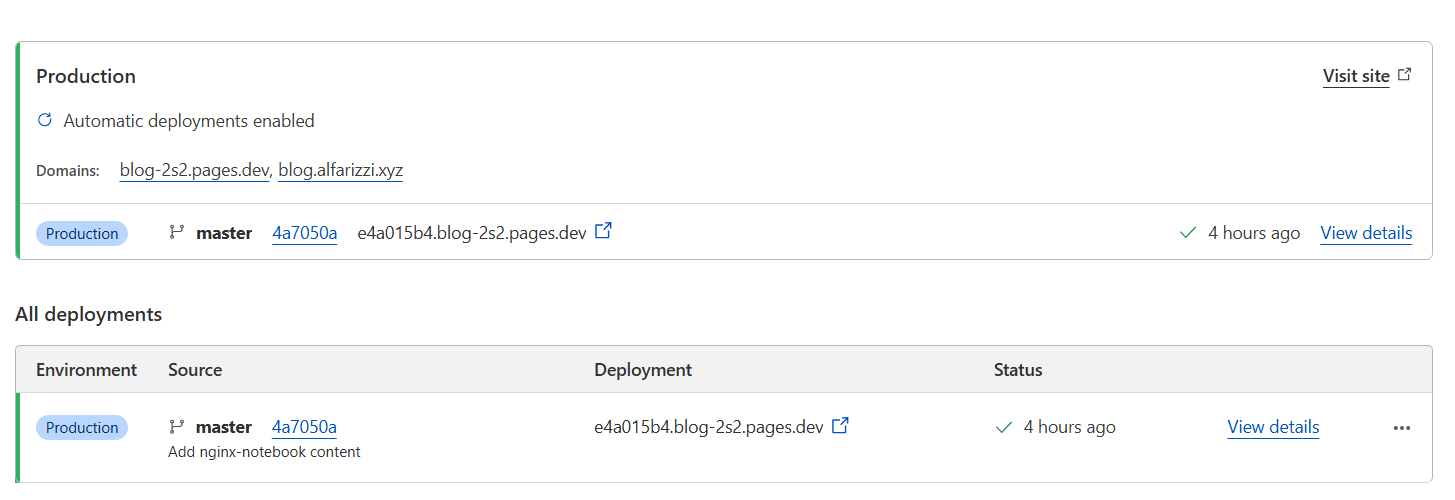 Production
Visit site
Automatic deployments enabled
Domains: blog-2s2.pages.dev, blog.alfarizzi.xyz
Production master 4a7050a e4a015b4.blog-2s2.pages.dev 4 hours ago View details
All deployments
Environment Source Deployment Status
Production master 4a7050a e4a015b4.blog-2s2.pages.dev 4 hours ago View details
Add nginx-notebook content